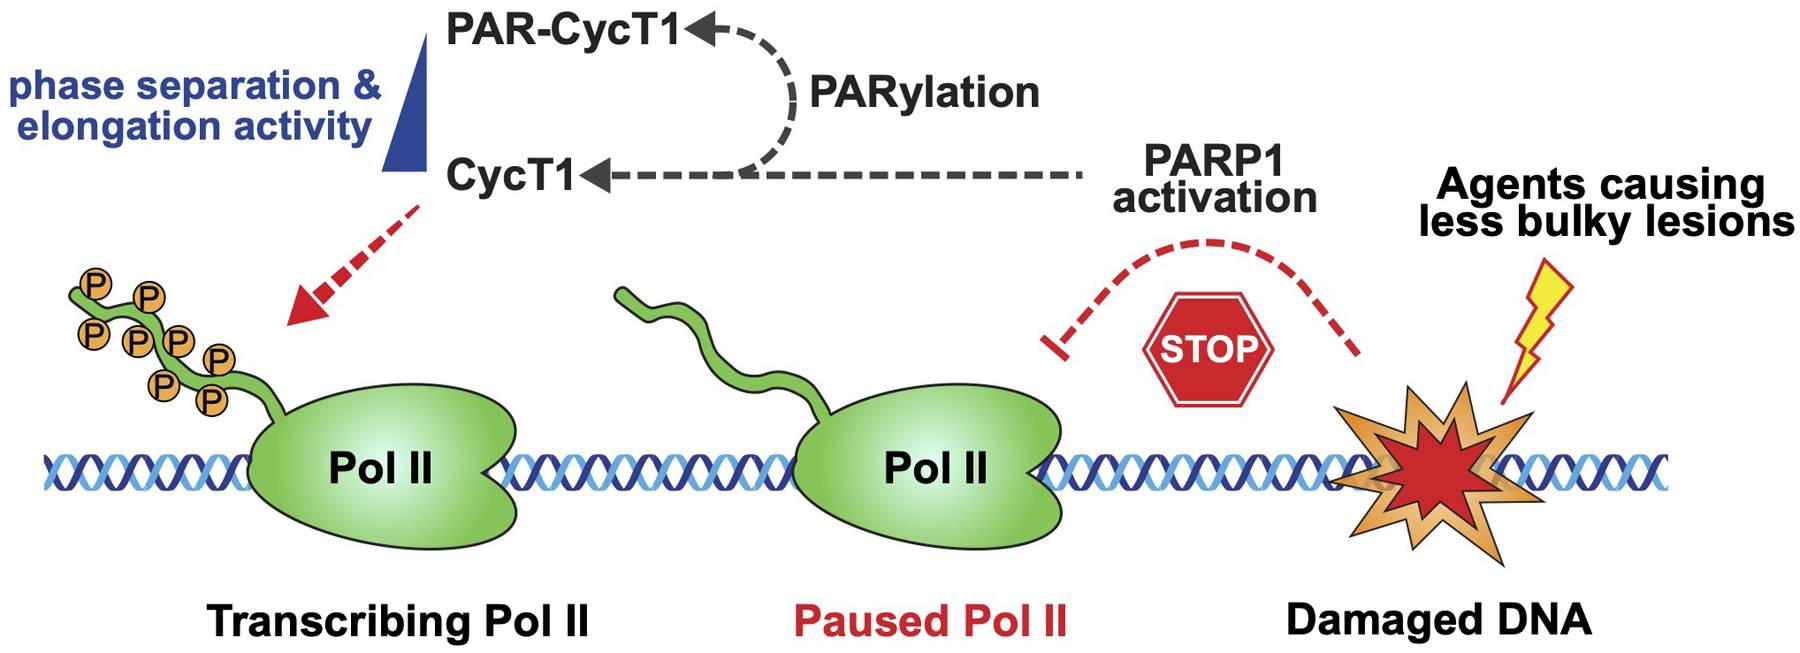 PAR-CycT1
phase separation &
elongation activity
PARylation
CycT1
PARP1
activation
Agents causing
less bulky lesions
P
P
P
P
P
P
P
P
STOP
Pol II
Pol II
Transcribing Pol II
Paused Pol II
Damaged DNA